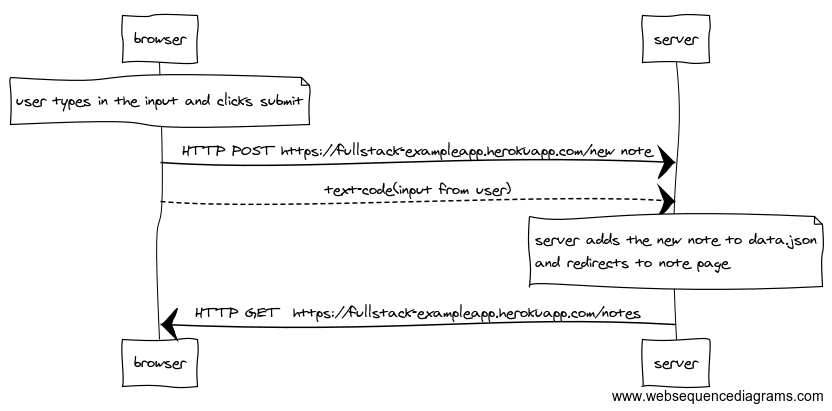 browser
server
user types in the input and clicks submit
HTTP POST https://fullstack-exampleapp.herokuapp.com/new note
text-code(input from user)
server adds the new note to data.json
and redirects to note page
HTTP GET https://fullstack-exampleapp.herokuapp.com/notes
browser
server
www.websequencediagrams.com